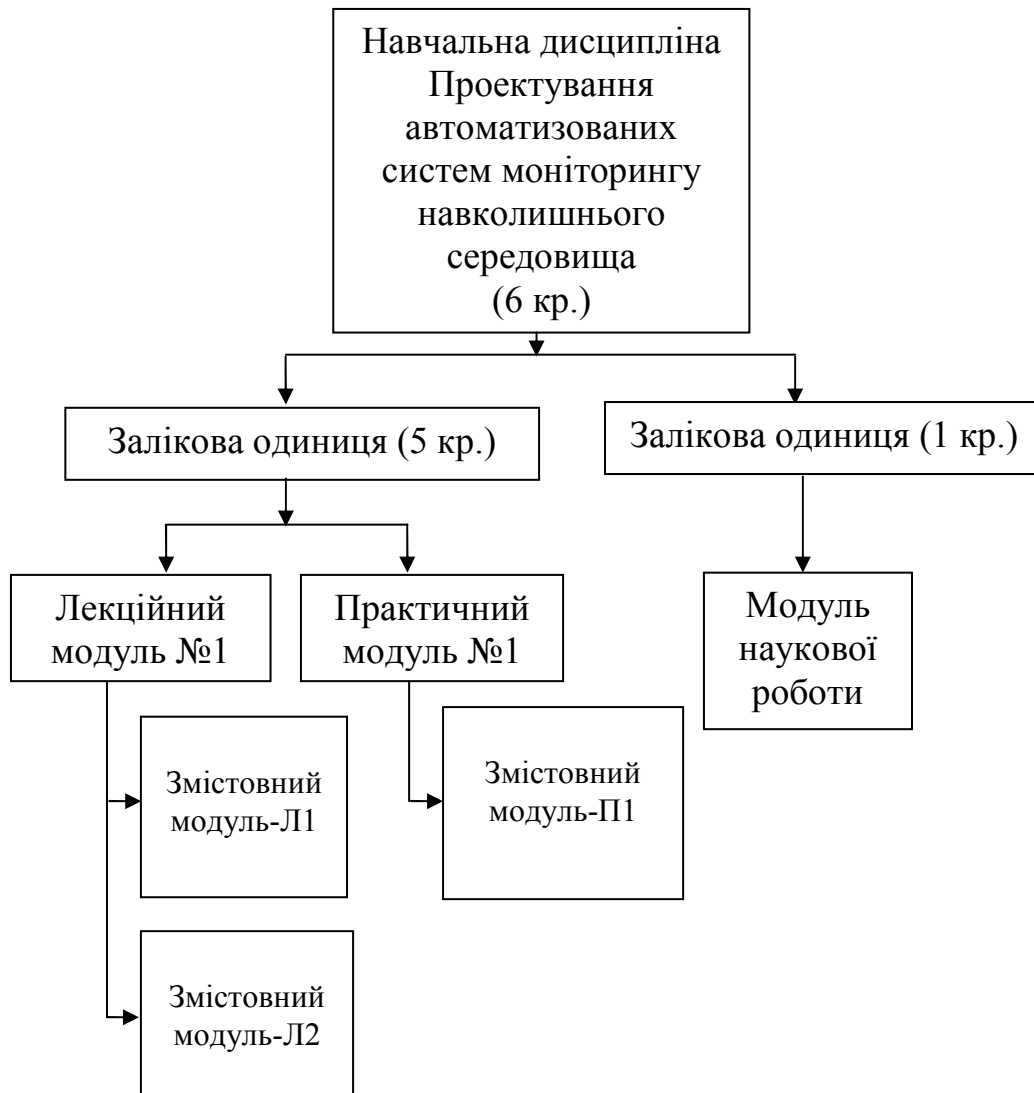 Навчальна дисципліна
Проектування
автоматизованих
систем моніторингу
навколишнього
середовища
(6 кр.)
Залікова одиниця (5 кр.)
Залікова одиниця (1 кр.)
Лекційний
модуль №1
Практичний
модуль №1
Модуль
наукової
роботи
Змістовний
модуль-Л1
Змістовний
модуль-П1
Змістовний
модуль-Л2